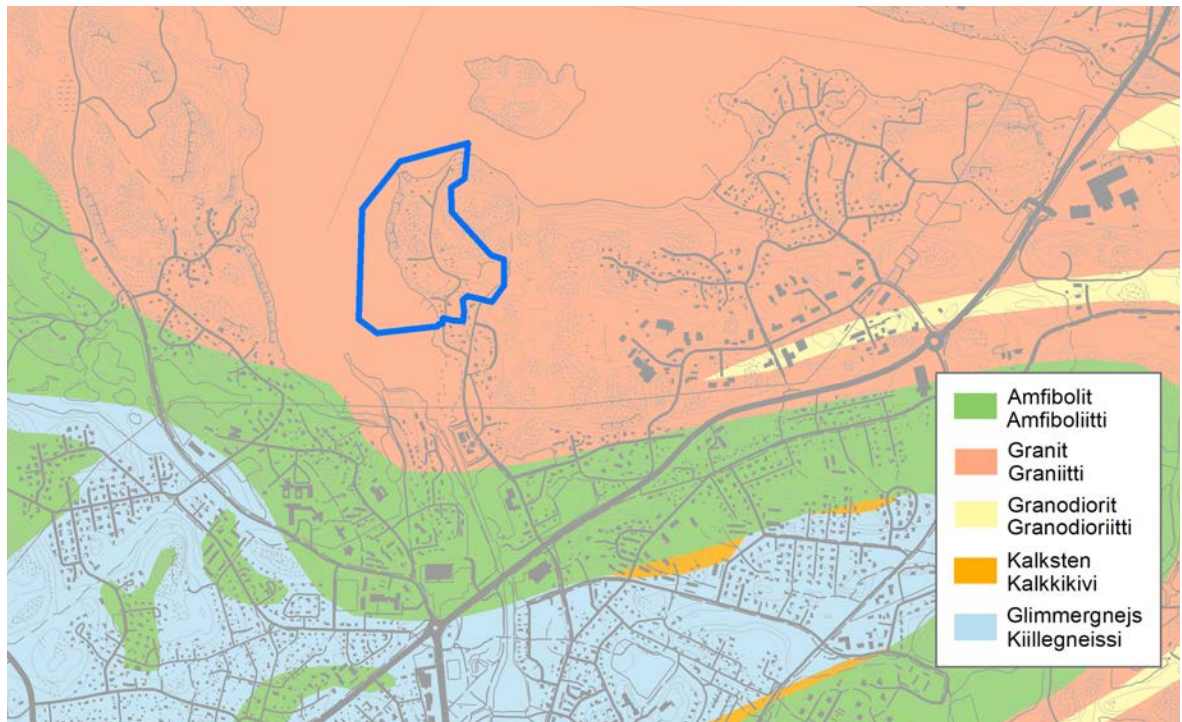 Amfibolit
Amfiboliitti
Granit
Graniitti
Granodiorit
Granodioriitti
Kalksten
Kalkkikivi
Glimmergnejs
Kiillegneissi